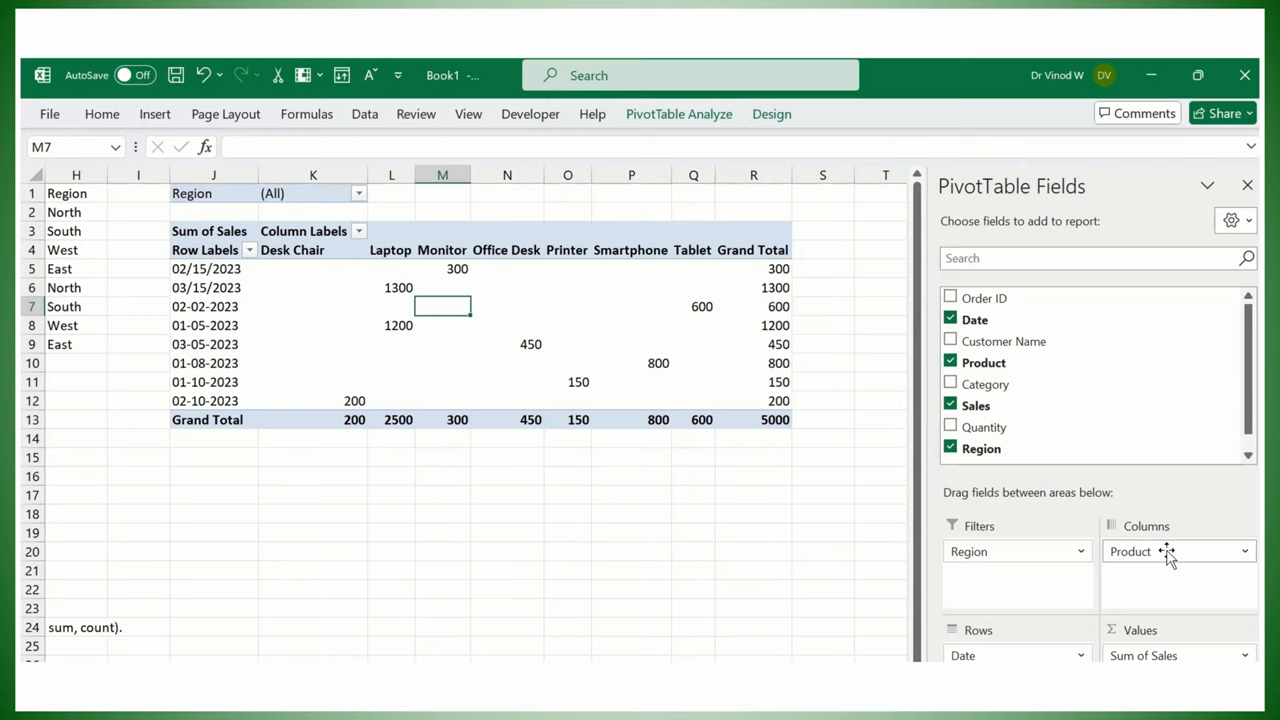 AutoSave Off Book1 -... Search Dr Vinod W DV
File Home Insert Page Layout Formulas Data Review View Developer Help PivotTable Analyze Design Comments Share
M7 fx
H I J K L M N O P Q R S T
1 Region Region (All)
2 North
3 South Sum of Sales Column Labels
4 West Row Labels Desk Chair Laptop Monitor Office Desk Printer Smartphone Tablet Grand Total
5 East 02/15/2023 300 300
6 North 03/15/2023 1300 1300
7 South 02-02-2023 600 600
8 West 01-05-2023 1200 1200
9 East 03-05-2023 450 450
10 01-08-2023 800 800
11 01-10-2023 150 150
12 02-10-2023 200 200
13 Grand Total 200 2500 300 450 150 800 600 5000
14
15
16
17
18
19
20
21
22
23
24 sum, count).
25
PivotTable Fields
Choose fields to add to report:
Search
Order ID
Date
Customer Name
Product
Category
Sales
Quantity
Region
Drag fields between areas below:
Filters Columns
Region Product
Rows Σ Values
Date Sum of Sales